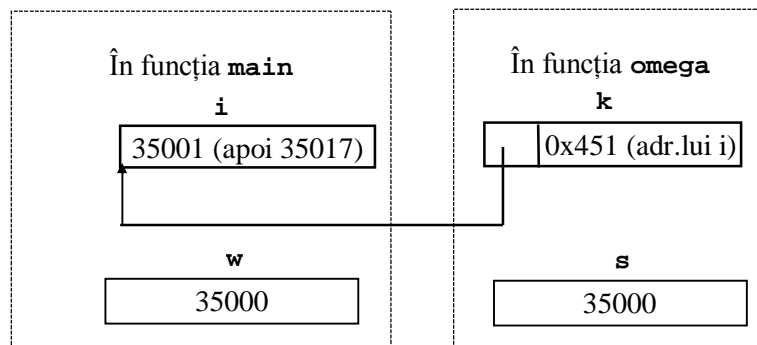 În funcția main
i
35001 (apoi 35017)
w
35000
În funcția omega
k
0x451 (adr.lui i)
s
35000